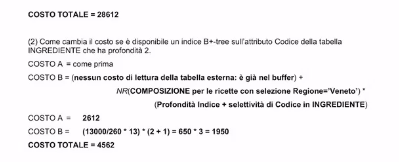 COSTO TOTALE = 28612
(2) Come cambia il costo se è disponibile un indice B+-tree sull'attributo Codice della tabella
INGREDIENTE che ha profondità 2.
COSTO A = come prima
COSTO B = (nessun costo di lettura della tabella esterna: è già nel buffer) +
NR(COMPOSIZIONE per le ricette con selezione Regione='Veneto') *
(Profondità Indice + selettività di Codice in INGREDIENTE)
COSTO A = 2612
COSTO B = (13000/260 * 13) * (2 + 1) = 650 * 3 = 1950
COSTO TOTALE = 4562